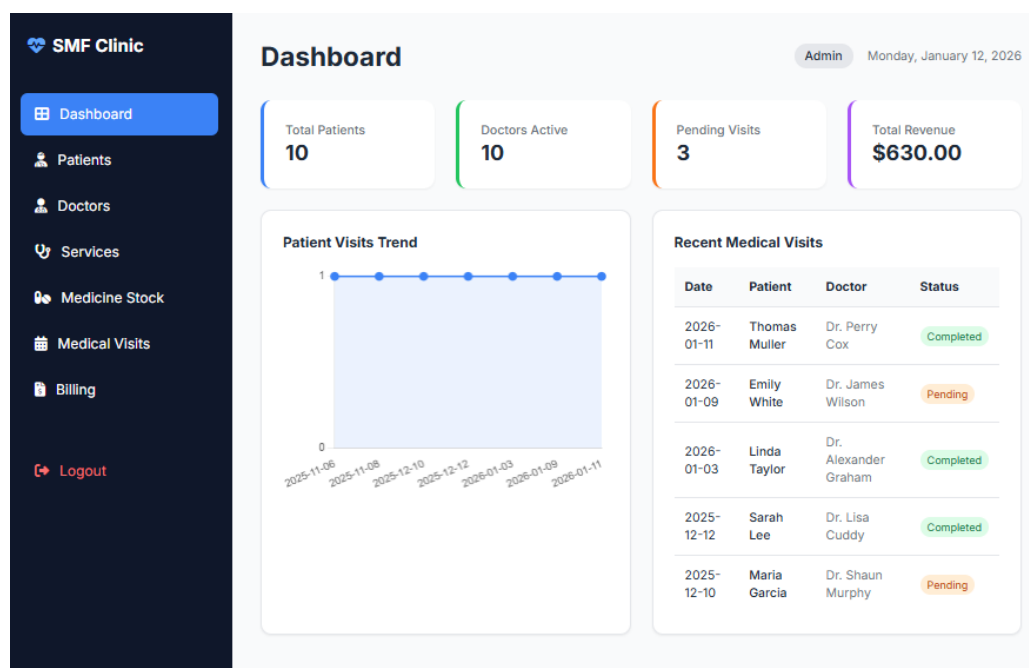 SMF Clinic
Dashboard
Patients
Doctors
Services
Medicine Stock
Medical Visits
Billing
Logout
Dashboard
Admin
Monday, January 12, 2026
Total Patients
10
Doctors Active
10
Pending Visits
3
Total Revenue
$630.00
Patient Visits Trend
1
0
2025-11-06
2025-11-08
2025-12-10
2025-12-12
2026-01-03
2026-01-09
2026-01-11
Recent Medical Visits
Date Patient Doctor Status
2026- Thomas Dr. Perry
01-11 Muller Cox
Completed
2026- Emily Dr. James
01-09 White Wilson
Pending
Dr.
2026- Linda Alexander
01-03 Taylor Graham
Completed
2025- Sarah Dr. Lisa
12-12 Lee Cuddy
Completed
2025- Maria Dr. Shaun
12-10 Garcia Murphy
Pending